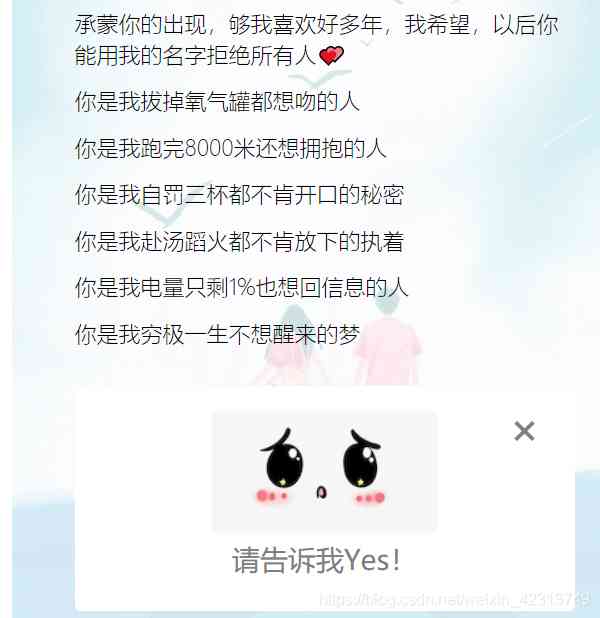 承蒙你的出现，够我喜欢好多年，我希望，以后你
能用我的名字拒绝所有人💕
你是我拔掉氧气罐都想吻的人
你是我跑完8000米还想拥抱的人
你是我自罚三杯都不肯开口的秘密
你是我赴汤蹈火都不肯放下的执着
你是我电量只剩1%也想回信息的人
你是我穷极一生不想醒来的梦
请告诉我Yes！
https://blog.csdn.net/weixin_42313749